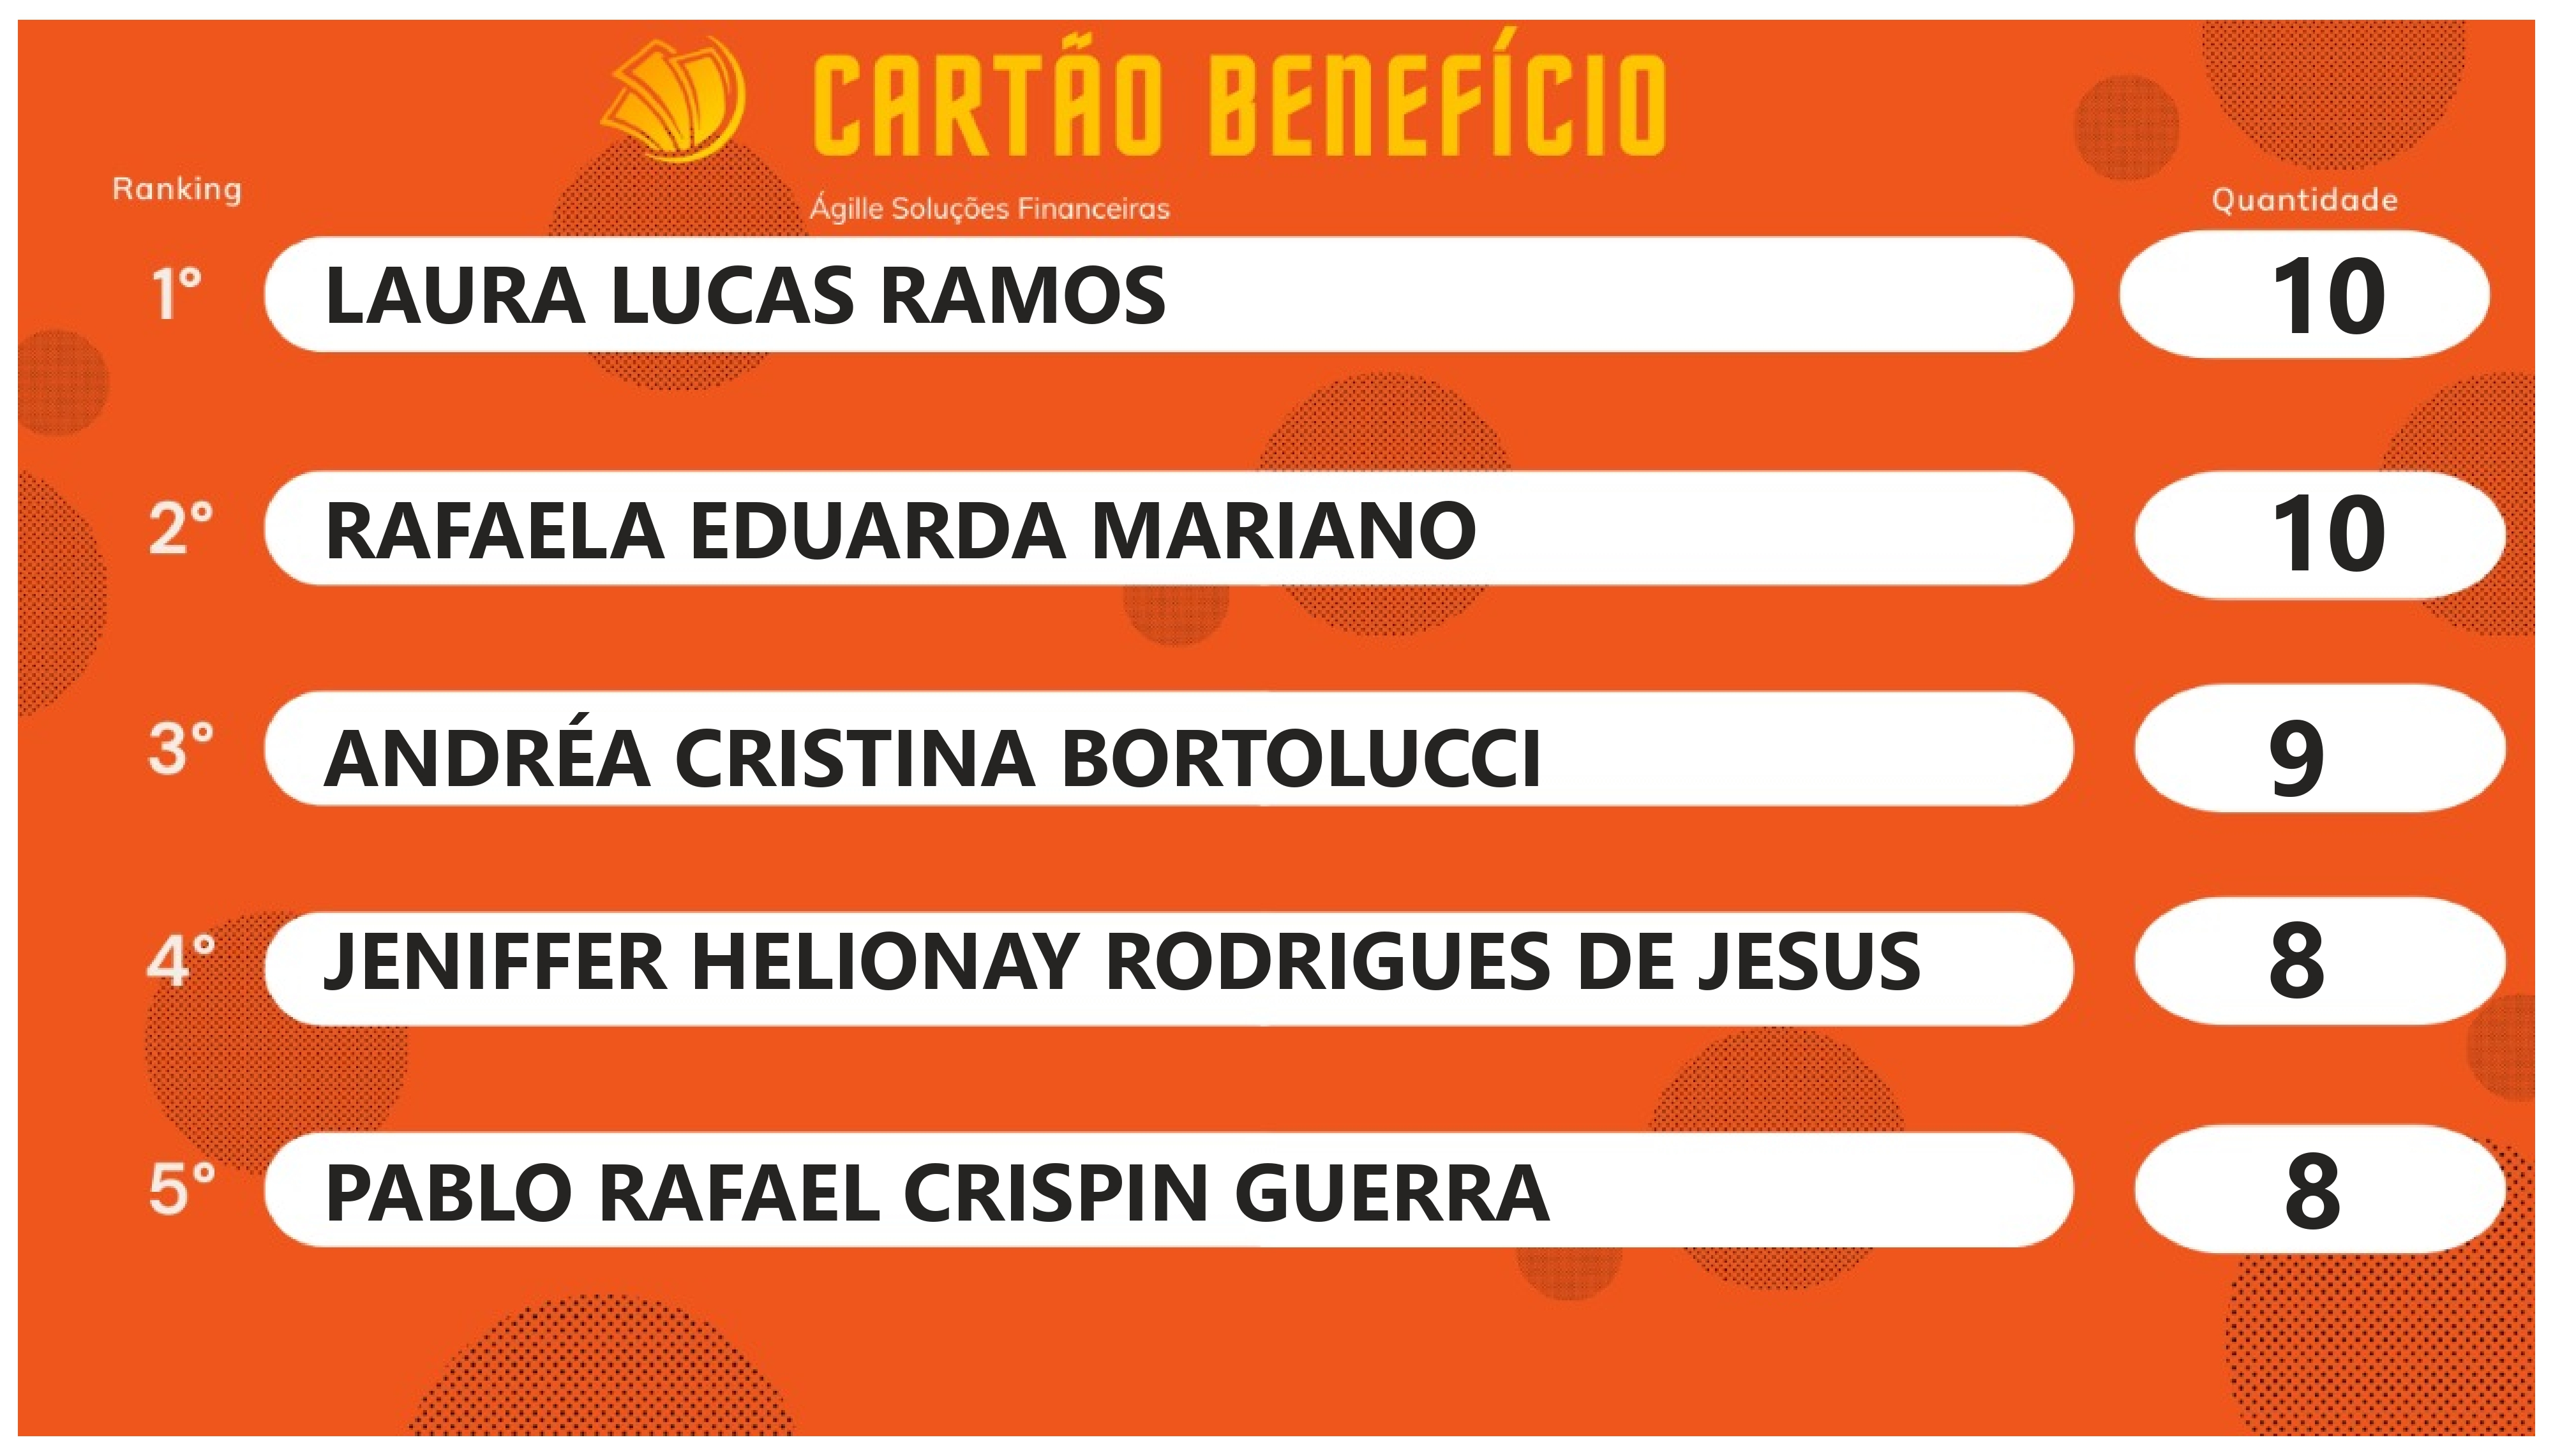 CARTÃO BENEFÍCIO
Ágille Soluções Financeiras
Ranking Quantidade
1° LAURA LUCAS RAMOS 10
2° RAFAELA EDUARDA MARIANO 10
3° ANDRÉA CRISTINA BORTOLUCCI 9
4° JENIFFER HELIONAY RODRIGUES DE JESUS 8
5° PABLO RAFAEL CRISPIN GUERRA 8